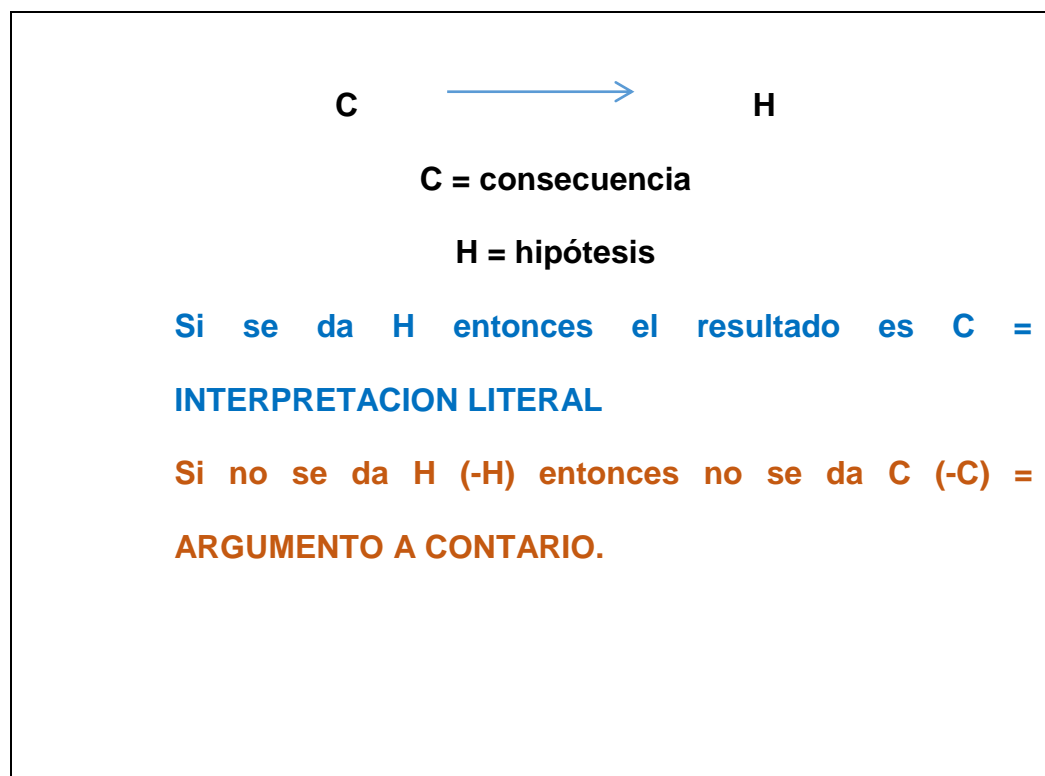 C H
C = consecuencia
H = hipótesis
Si se da H entonces el resultado es C =
INTERPRETACION LITERAL
Si no se da H (-H) entonces no se da C (-C) =
ARGUMENTO A CONTARIO.